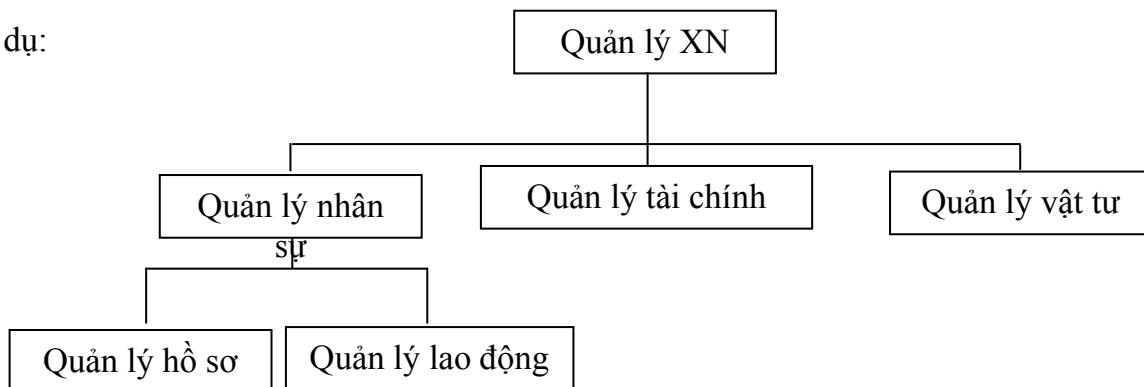 dụ:
Quản lý XN
Quản lý nhân
sự
Quản lý tài chính
Quản lý vật tư
Quản lý hồ sơ
Quản lý lao động